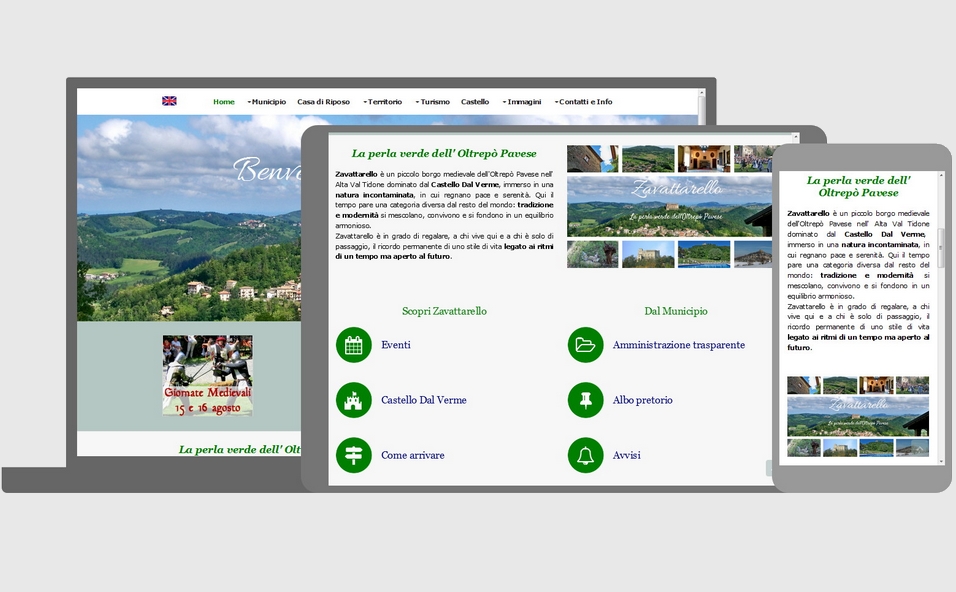 Home Municipio Casa di Riposo Territorio Turismo Castello Immagini Contatti e Info
Giornate Medievali
15 e 16 agosto
La perla verde dell' Oltrepò Pavese
Zavattarello è un piccolo borgo medievale dell'Oltrepò Pavese nell'
Alta Val Tidone dominato dal Castello Dal Verme, immerso in una
natura incontaminata, in cui regnano pace e serenità. Qui il
tempo pare una categoria diversa dal resto del mondo: tradizione
e modernità si mescolano, convivono e si fondono in un equilibrio
armonioso.
Zavattarello è in grado di regalare, a chi vive qui e a chi è solo di
passaggio, il ricordo permanente di uno stile di vita legato ai ritmi
di un tempo ma aperto al futuro.
Zavattarello
La perla verde dell'Oltrepò Pavese
Scopri Zavattarello
Eventi
Castello Dal Verme
Come arrivare
Dal Municipio
Amministrazione trasparente
Albo pretorio
Avvisi
La perla verde dell'
Oltrepò Pavese
Zavattarello è un piccolo borgo medievale
dell'Oltrepò Pavese nell' Alta Val Tidone
dominato dal Castello Dal Verme,
immerso in una natura incontaminata, in
cui regnano pace e serenità. Qui il tempo
pare una categoria diversa dal resto del
mondo: tradizione e modernità si
mescolano, convivono e si fondono in un
equilibrio armonioso.
Zavattarello è in grado di regalare, a chi
vive qui e a chi è solo di passaggio, il
ricordo permanente di uno stile di vita
legato ai ritmi di un tempo ma aperto al
futuro.
Zavattarello
La perla verde dell'Oltrepò Pavese
La perla verde dell'